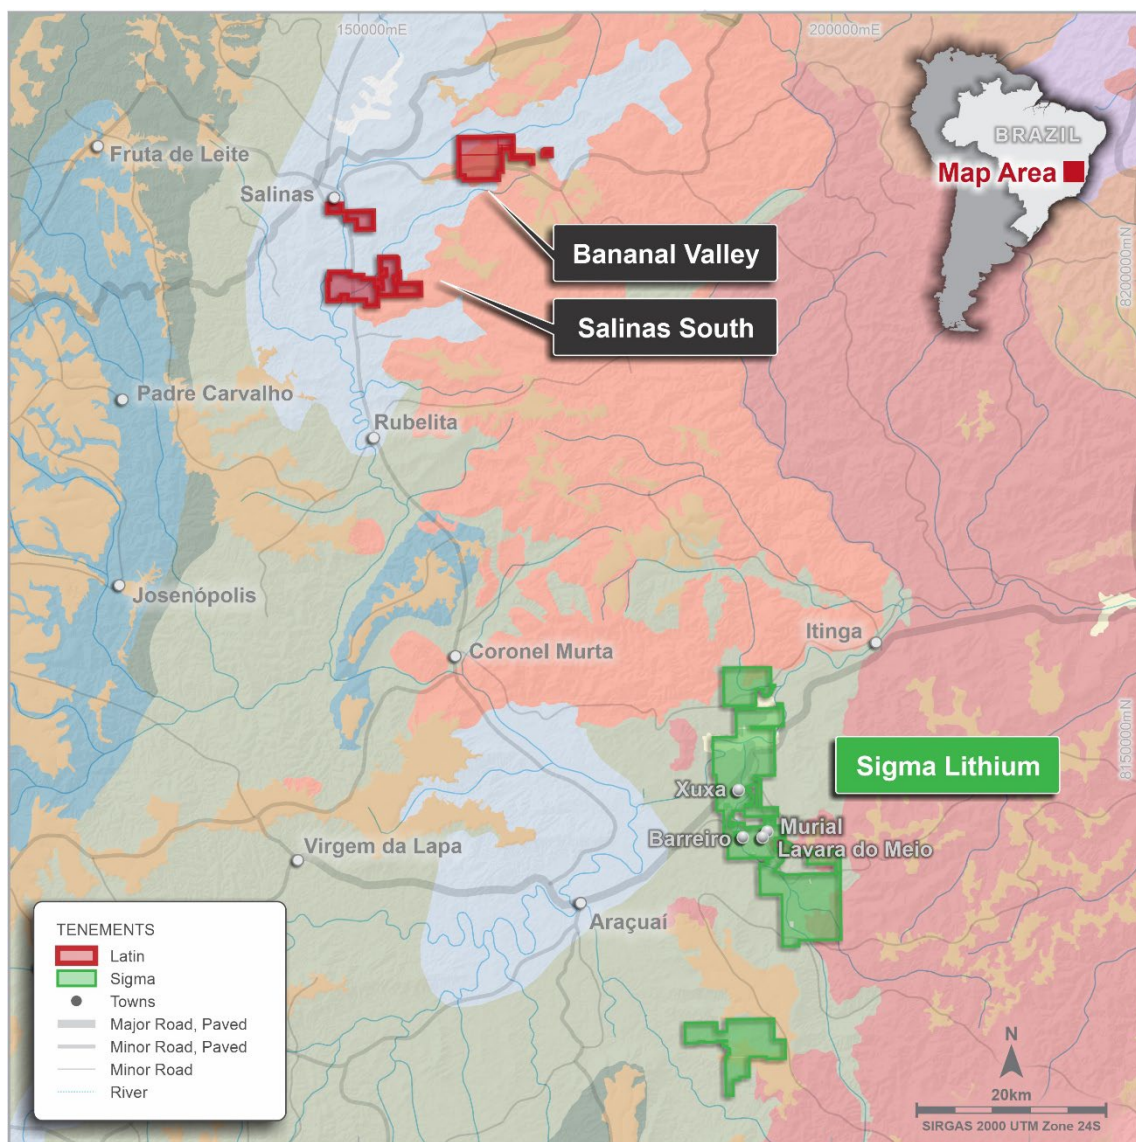 150000mE
200000mE
BRAZIL
Map Area
Fruta de Leite
Salinas
Bananal Valley
8200000mN
Salinas South
Padre Carvalho
Rubelita
Josenópolis
Itinga
Coronel Murta
8150000mN
Sigma Lithium
Xuxa
Murial
Barreiro
Lavara do Meio
Virgem da Lapa
Araçuaí
TENEMENTS
Latin
Sigma
Towns
Major Road, Paved
Minor Road, Paved
Minor Road
River
N
20km
SIRGAS 2000 UTM Zone 24S